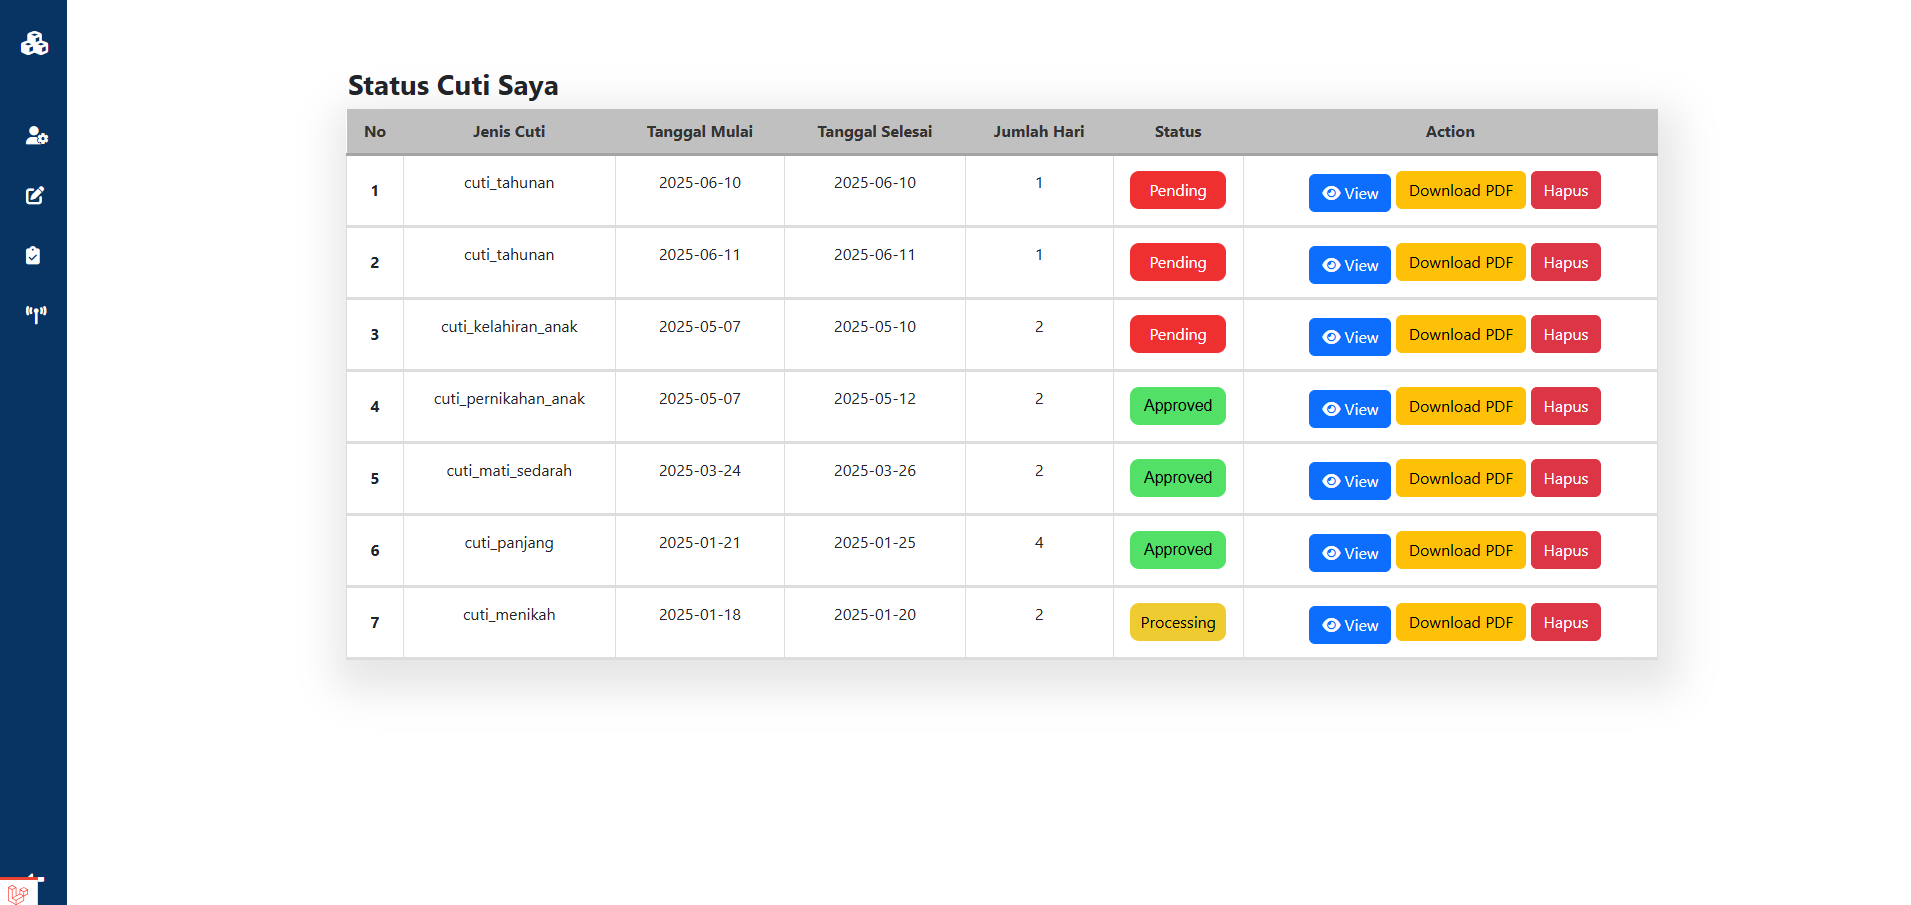 Status Cuti Saya
No Jenis Cuti Tanggal Mulai Tanggal Selesai Jumlah Hari Status Action
1 cuti_tahunan 2025-06-10 2025-06-10 1 Pending View Download PDF Hapus
2 cuti_tahunan 2025-06-11 2025-06-11 1 Pending View Download PDF Hapus
3 cuti_kelahiran_anak 2025-05-07 2025-05-10 2 Pending View Download PDF Hapus
4 cuti_pernikahan_anak 2025-05-07 2025-05-12 2 Approved View Download PDF Hapus
5 cuti_mati_sedarah 2025-03-24 2025-03-26 2 Approved View Download PDF Hapus
6 cuti_panjang 2025-01-21 2025-01-25 4 Approved View Download PDF Hapus
7 cuti_menikah 2025-01-18 2025-01-20 2 Processing View Download PDF Hapus